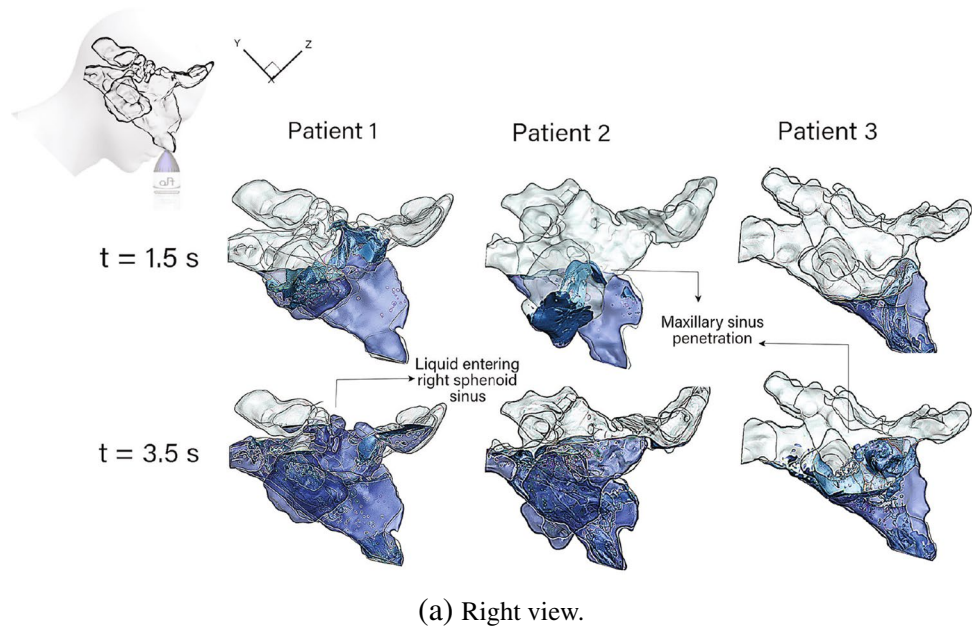 Y
Z
X
Patient 1
Patient 2
Patient 3
t = 1.5 s
Maxillary sinus
penetration
Liquid entering
right sphenoid
sinus
t = 3.5 s
(a) Right view.